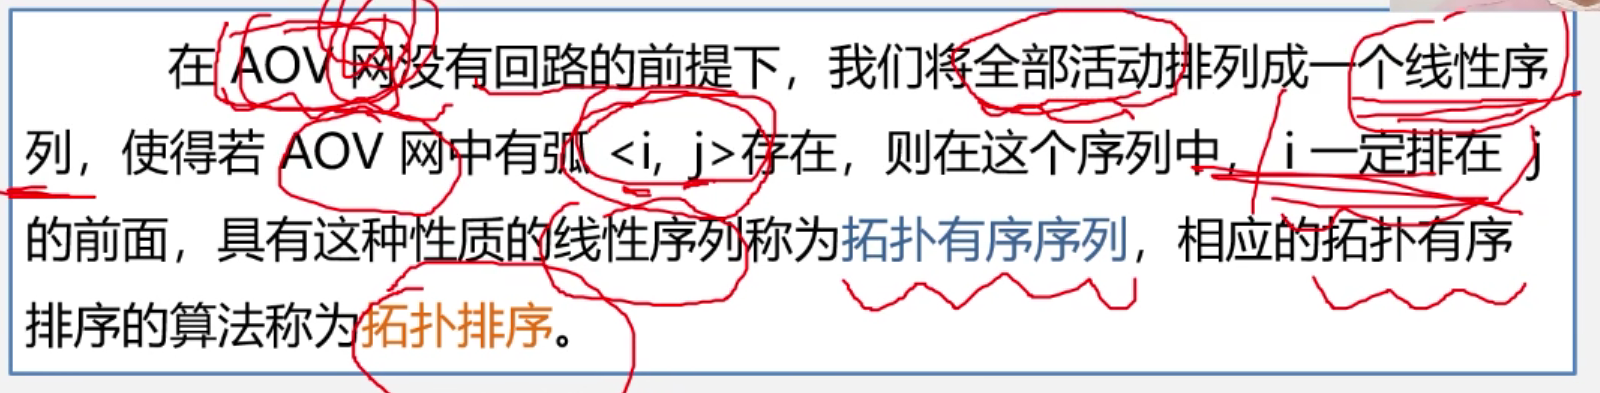 在 AOV 网没有回路的前提下，我们将全部活动排列成一个线性序
列，使得若 AOV 网中有弧 <i, j>存在，则在这个序列中，i 一定排在 j
的前面，具有这种性质的线性序列称为拓扑有序序列，相应的拓扑有序
排序的算法称为拓扑排序。